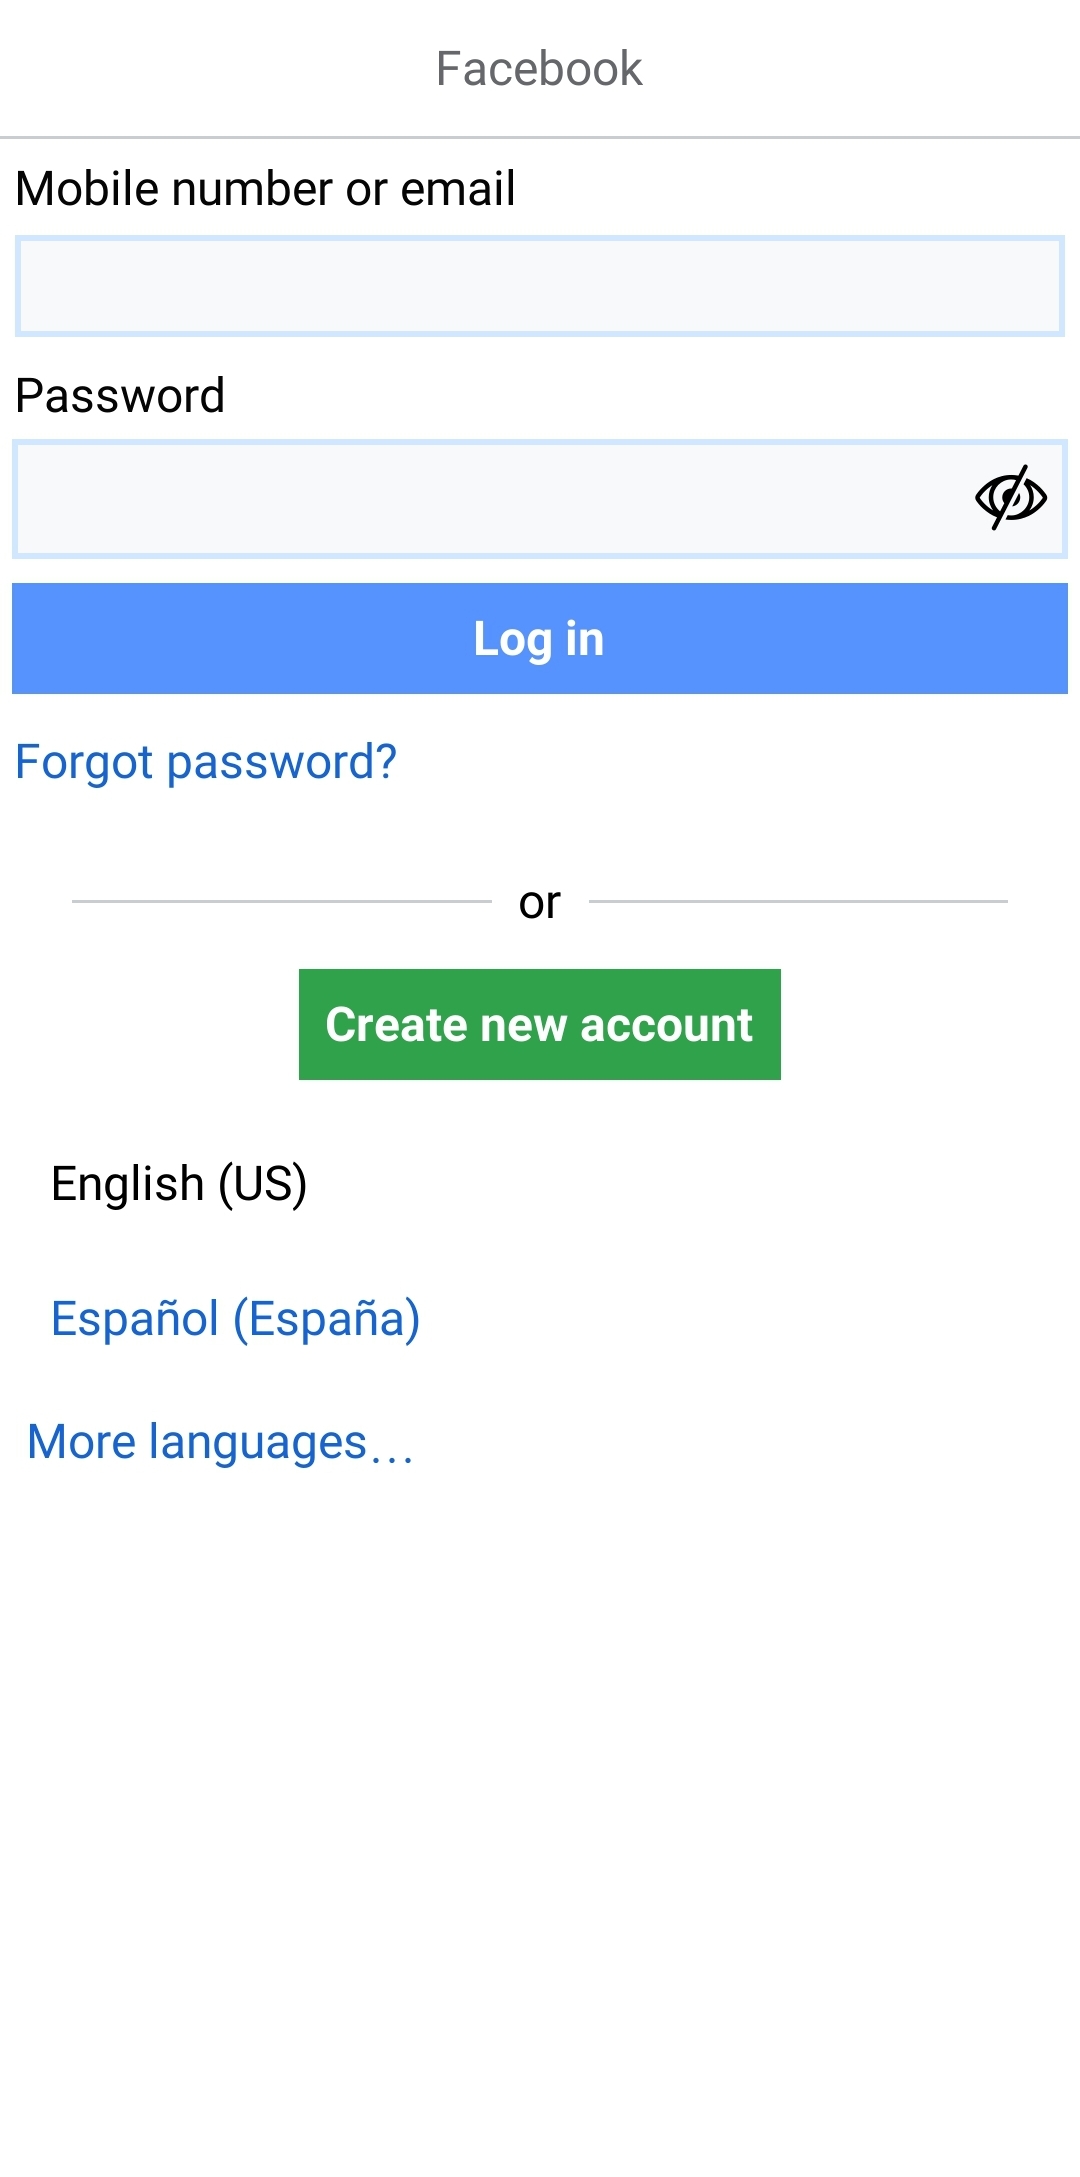 Facebook
Mobile number or email
Password
Log in
Forgot password?
or
Create new account
English (US)
Español (España)
More languages...